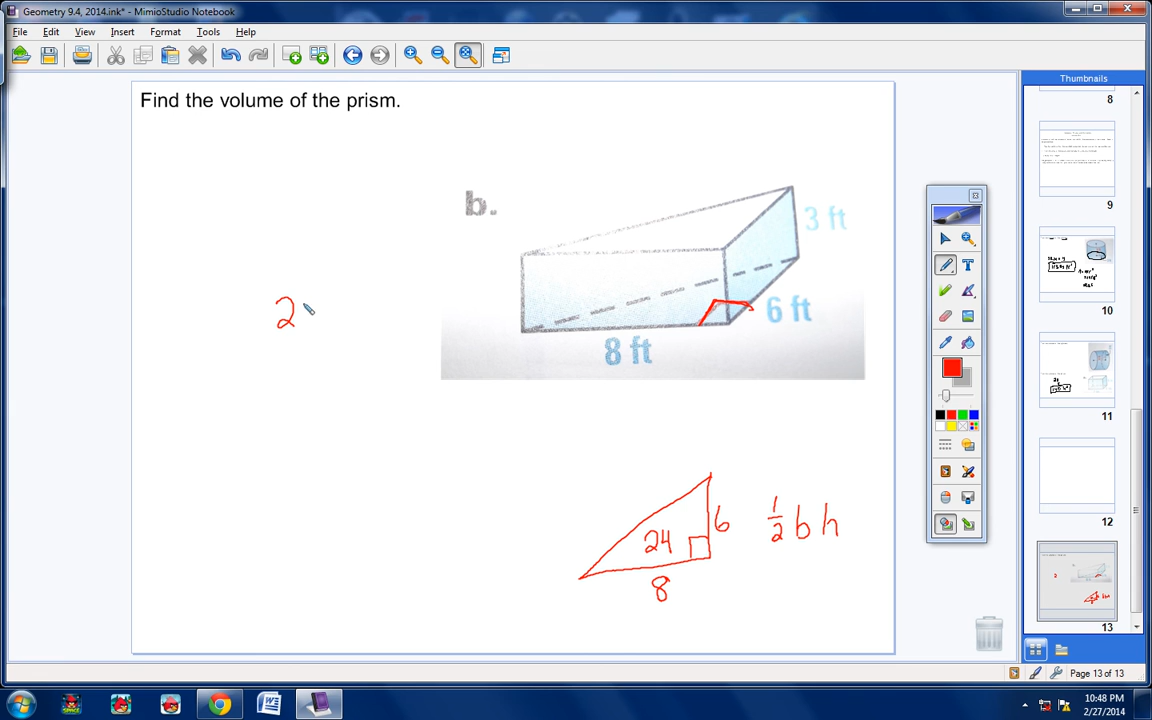 Geometry 9.4, 2014.ink* - MimioStudio Notebook
File Edit View Insert Format Tools Help
Thumbnails
8
9
10
11
12
13
Find the volume of the prism.
b.
3 ft
6 ft
8 ft
2
24
6
8
1/2 b h
T
Page 13 of 13
10:48 PM
2/27/2014